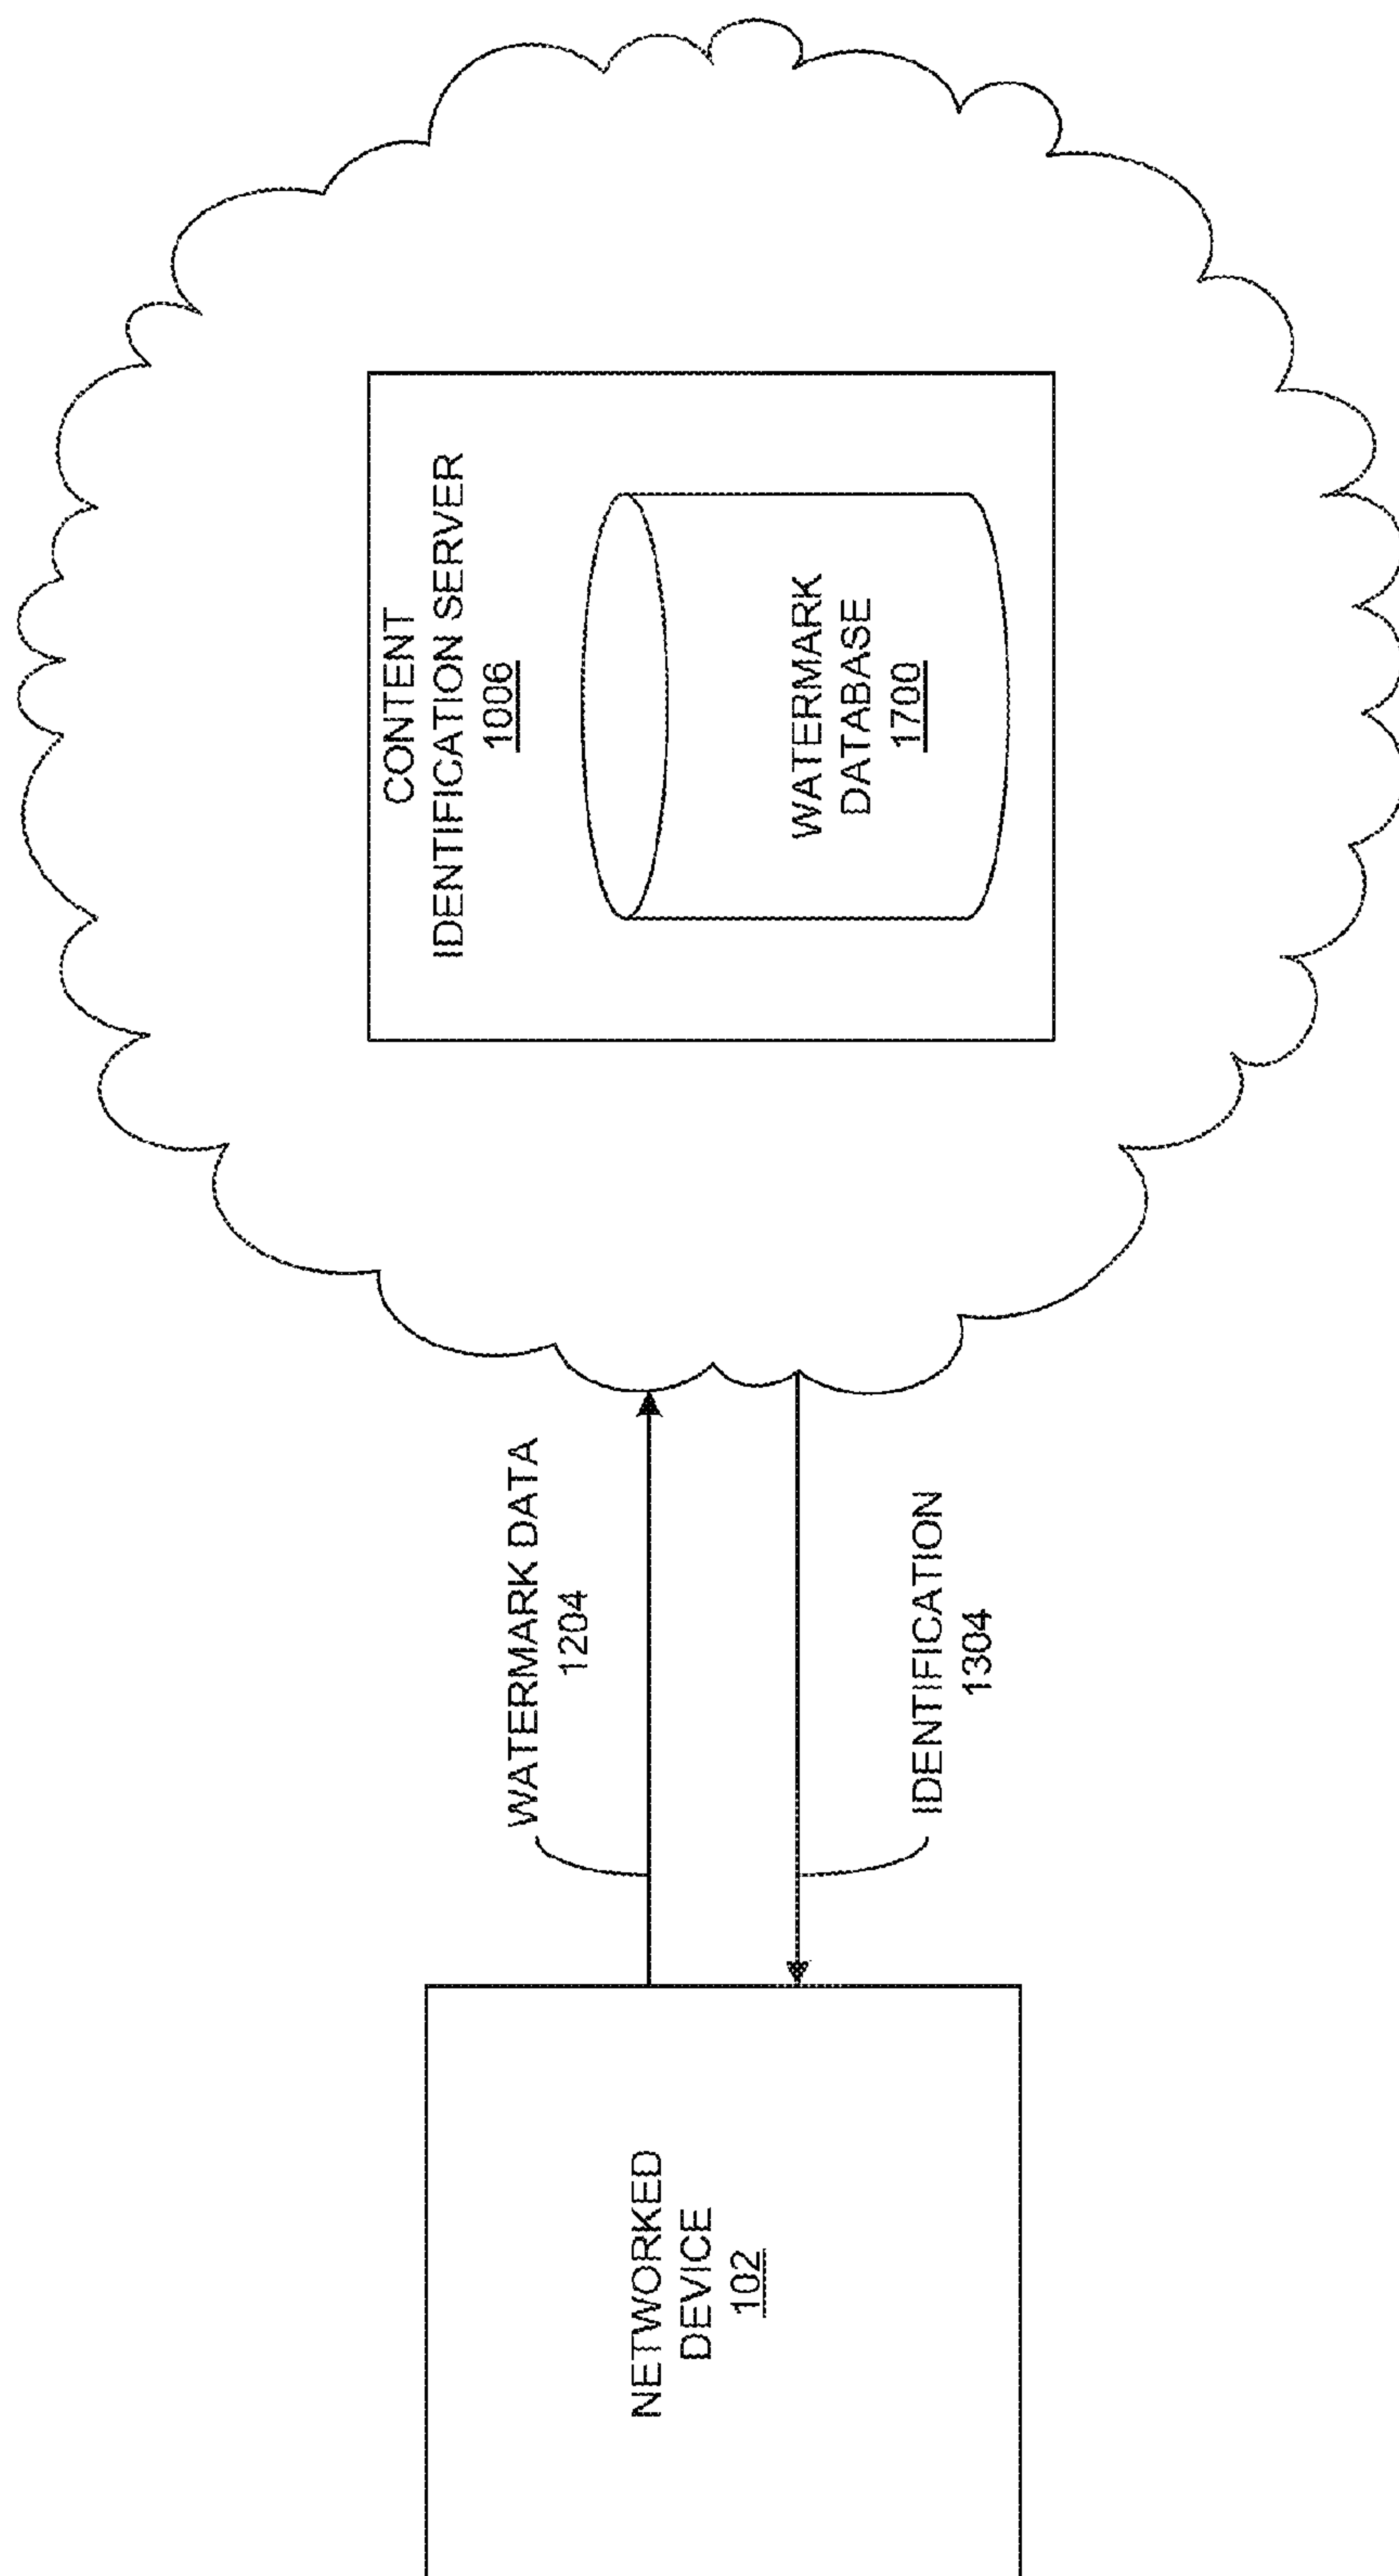 NETWORKED
DEVICE
102
WATERMARK DATA
1204
IDENTIFICATION
1304
CONTENT
IDENTIFICATION SERVER
1006
WATERMARK
DATABASE
1700